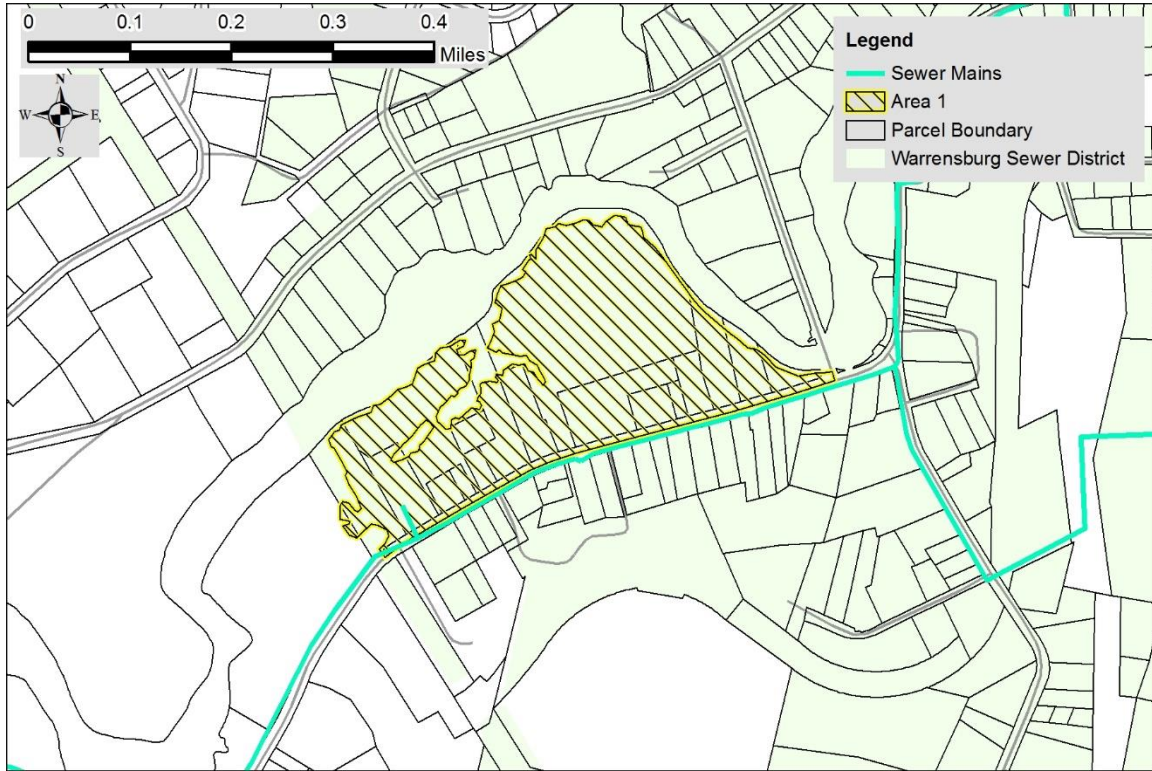 0 0.1 0.2 0.3 0.4
Miles
N
W E
S
Legend
Sewer Mains
Area 1
Parcel Boundary
Warrensburg Sewer District